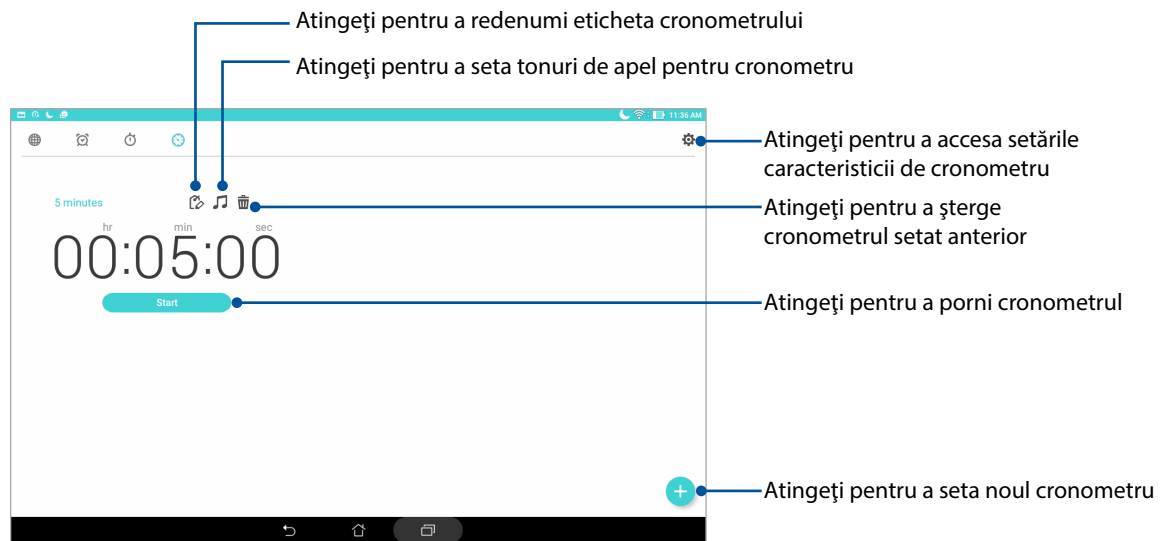 Atingeţi pentru a redenumi eticheta cronometrului
Atingeţi pentru a seta tonuri de apel pentru cronometru
11:36 AM
Atingeţi pentru a accesa setările
caracteristicii de cronometru
5 minutes
Atingeţi pentru a şterge
cronometrul setat anterior
hr min sec
00:05:00
Start
Atingeţi pentru a porni cronometrul
Atingeţi pentru a seta noul cronometru